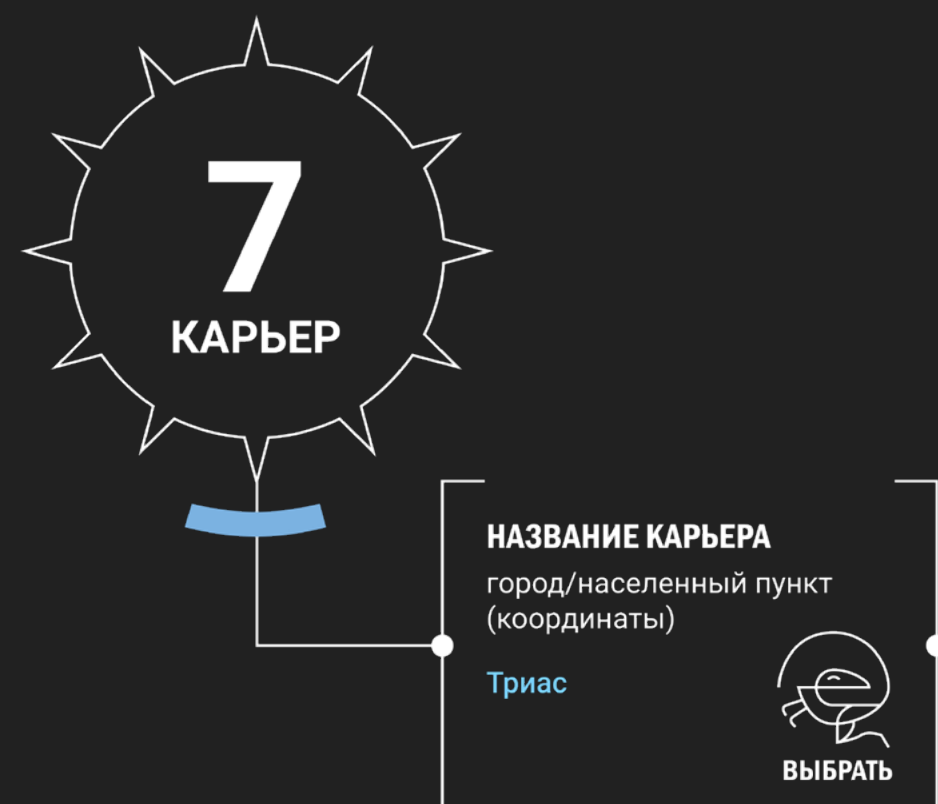 7
КАРЬЕР
НАЗВАНИЕ КАРЬЕРА
город/населенный пункт
(координаты)
Триас
ВЫБРАТЬ